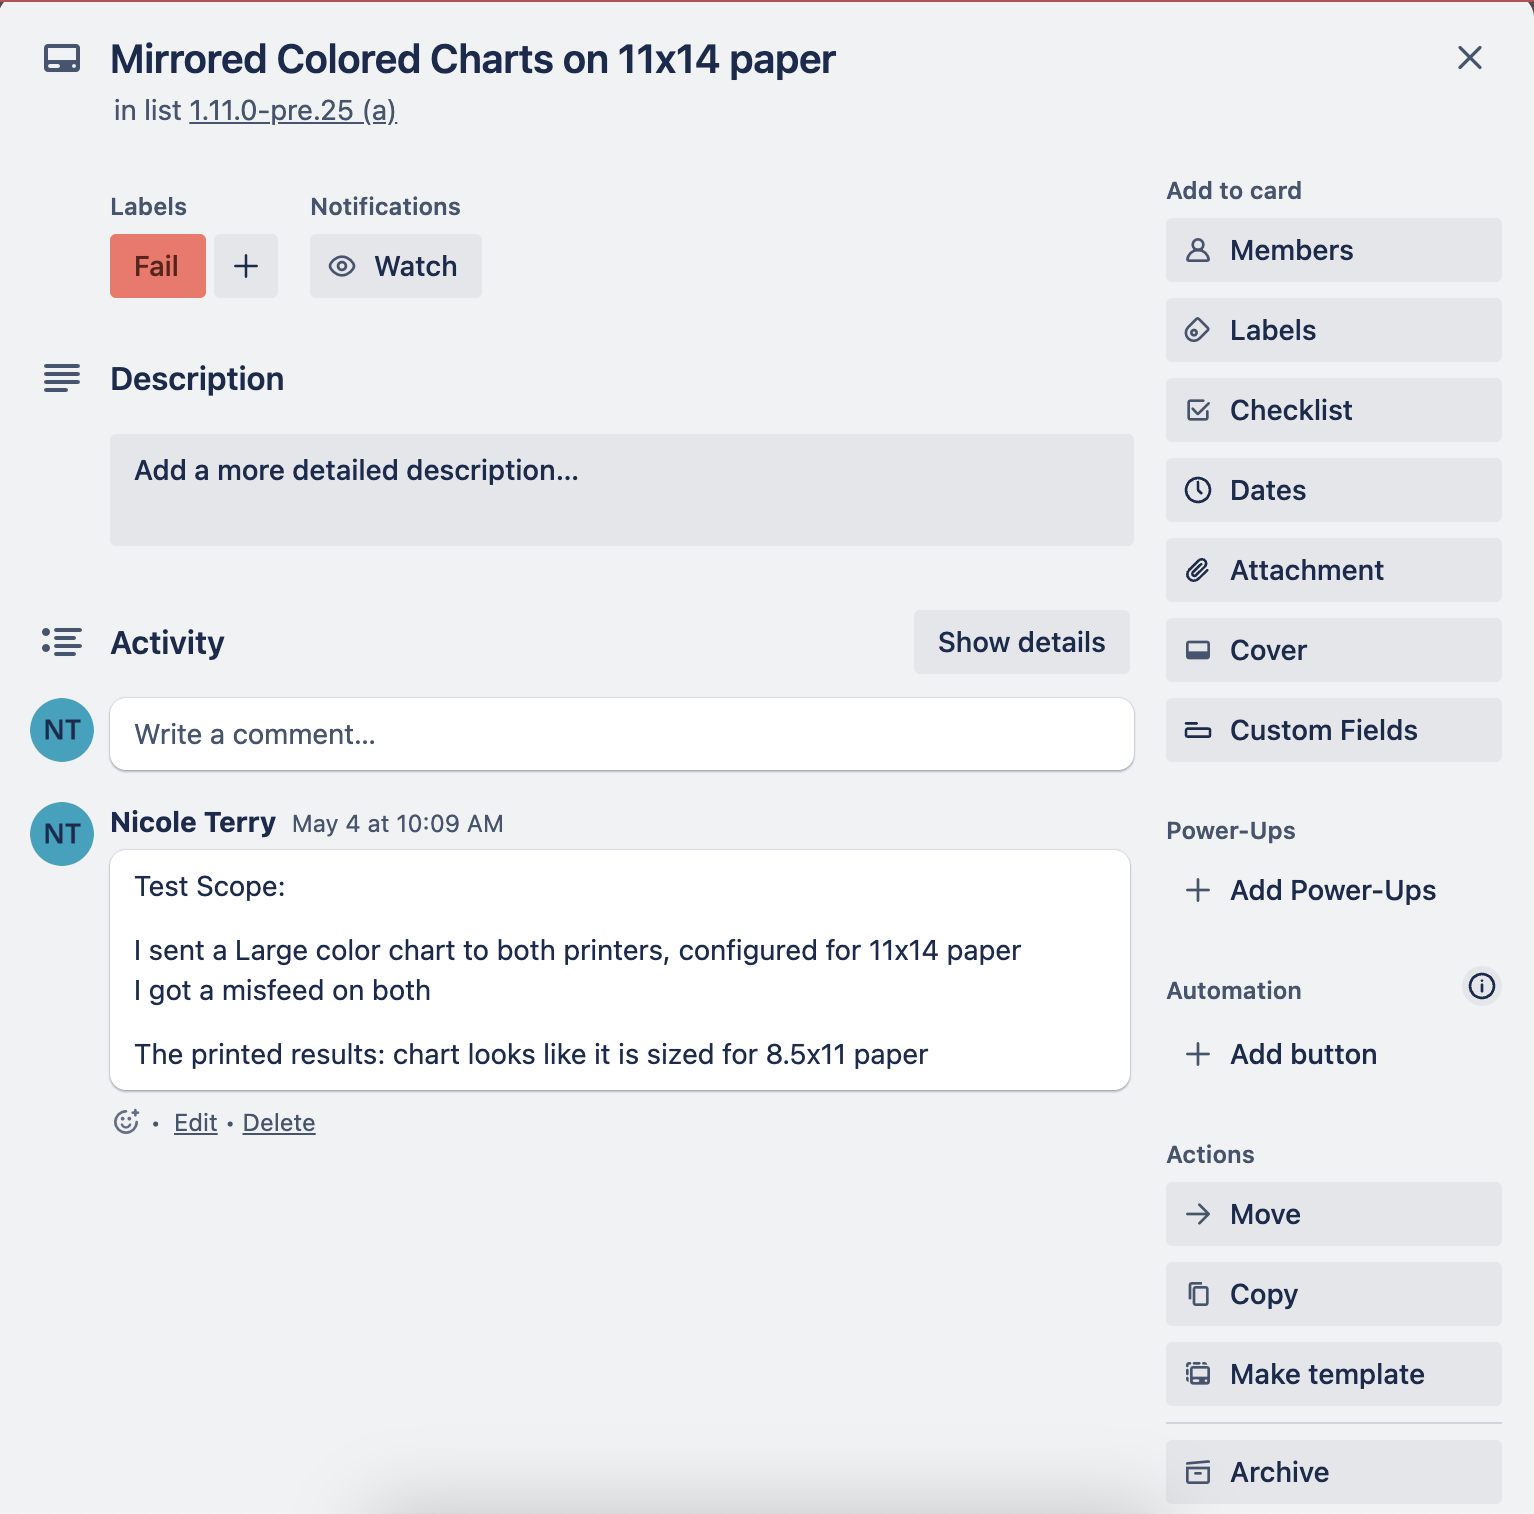 Mirrored Colored Charts on 11x14 paper
in list 1.11.0-pre.25 (a)
Labels
Notifications
Fail
Watch
Description
Add a more detailed description...
Activity
Show details
NT
Write a comment...
NT
Nicole Terry May 4 at 10:09 AM
Test Scope:
I sent a Large color chart to both printers, configured for 11x14 paper
I got a misfeed on both
The printed results: chart looks like it is sized for 8.5x11 paper
• Edit • Delete
Add to card
Members
Labels
Checklist
Dates
Attachment
Cover
Custom Fields
Power-Ups
Add Power-Ups
Automation
Add button
Actions
Move
Copy
Make template
Archive